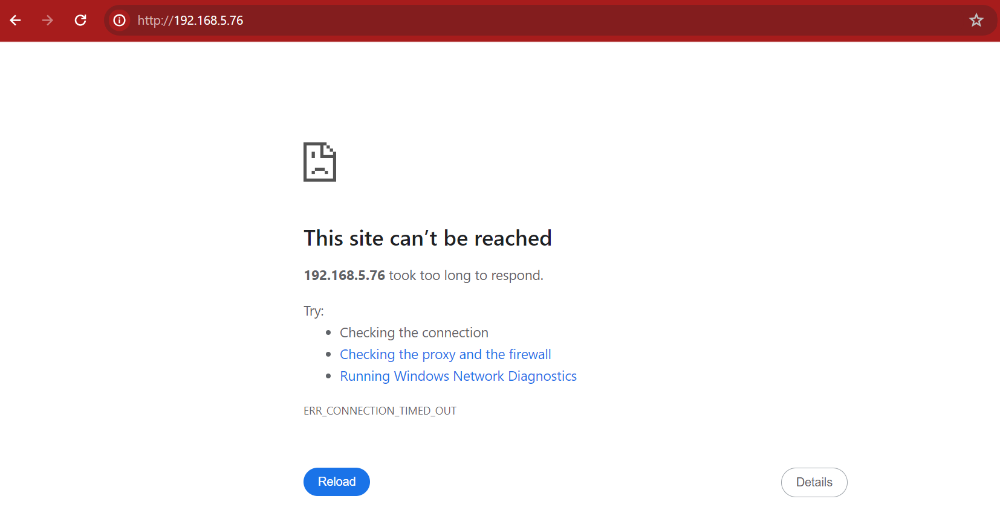 http://192.168.5.76
This site can’t be reached
192.168.5.76 took too long to respond.
Try:
Checking the connection
Checking the proxy and the firewall
Running Windows Network Diagnostics
ERR_CONNECTION_TIMED_OUT
Reload
Details